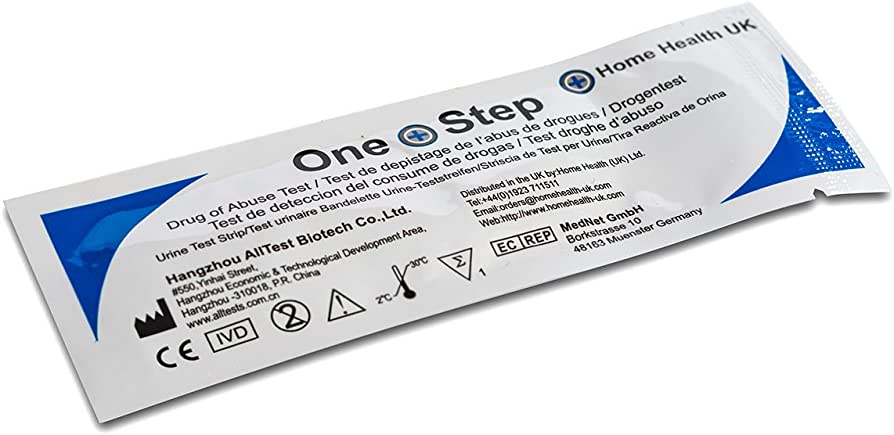 Home Health UK
One Step
Drug of Abuse Test / Test de depistage de l'abus de drogues / Drogentest
Test de deteccion del consume de drogas / Test droghe d'abuso
Urine Test Strip/Test urinaire Bandelette Urine-Teststreifen/Siriscia de Test per Urine/Tira Reactiva de Orina
Hangzhou AllTest Biotech Co.,Ltd.
#550,Yinhai Street,
Hangzhou Economic & Technological Development Area,
Hangzhou -310018, P.R. China
www.alltests.com.cn
Distributed in the UK by:Home Health (UK) Ltd.
Tel:+44(0)1923 711511
Email:orders@homehealth-uk.com
Web:http://www.homehealth-uk.com
EC REP
MedNet GmbH
Borkstrasse 10
48163 Muenster Germany
CE IVD 2 2°C 30°C Σ 1